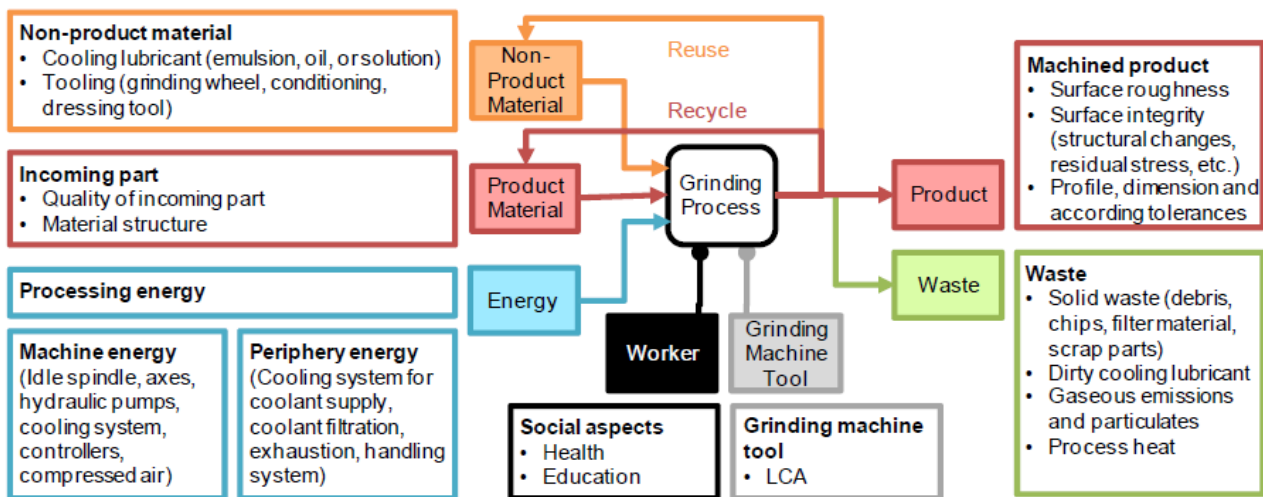 Non-product material
• Cooling lubricant (emulsion, oil, or solution)
• Tooling (grinding wheel, conditioning,
dressing tool)
Incoming part
• Quality of incoming part
• Material structure
Processing energy
Machine energy
(Idle spindle, axes,
hydraulic pumps,
cooling system,
controllers,
compressed air)
Periphery energy
(Cooling system for
coolant supply,
coolant filtration,
exhaustion, handling
system)
Non-
Product
Material
Reuse
Recycle
Product
Material
Energy
Grinding
Process
Worker
Grinding
Machine
Tool
Social aspects
• Health
• Education
Grinding machine
tool
• LCA
Product
Waste
Machined product
• Surface roughness
• Surface integrity
(structural changes,
residual stress, etc.)
• Profile, dimension and
according tolerances
Waste
• Solid waste (debris,
chips, filter material,
scrap parts)
• Dirty cooling lubricant
• Gaseous emissions
and particulates
• Process heat